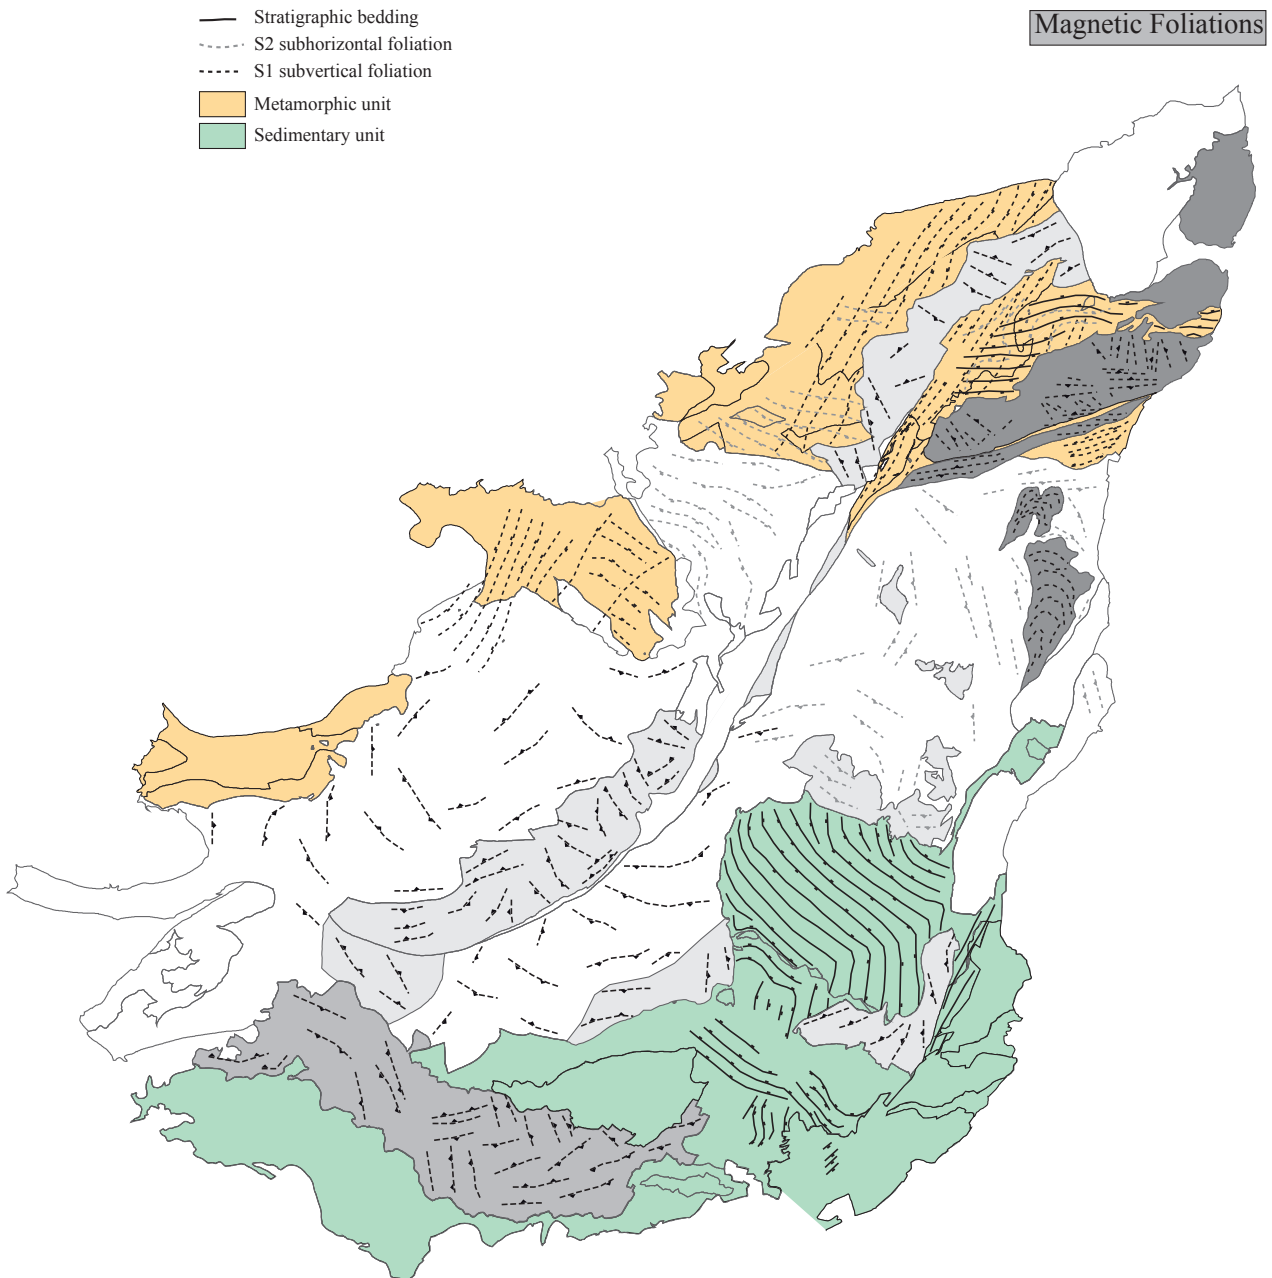 Stratigraphic bedding
S2 subhorizontal foliation
S1 subvertical foliation
Metamorphic unit
Sedimentary unit
Magnetic Foliations